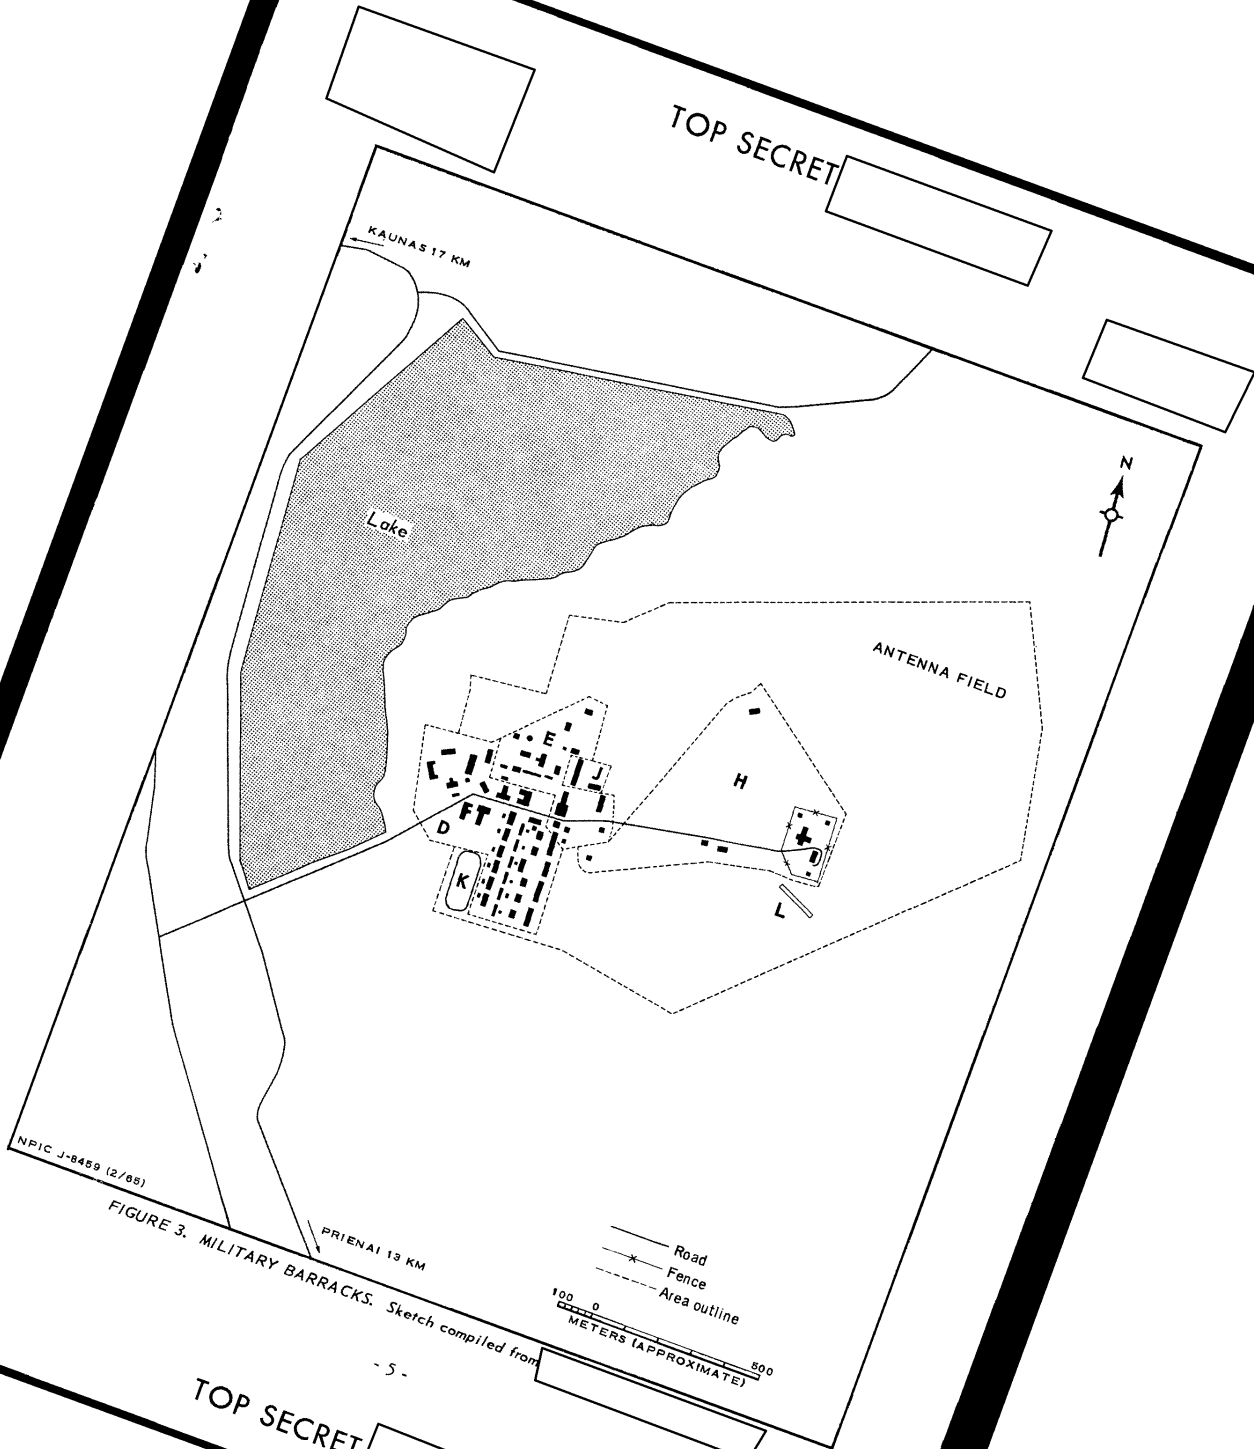 TOP SECRET
KAUNAS 17 KM
N
Lake
ANTENNA FIELD
E
J
H
D
K
L
NPIC J-8459 (2/65)
PRIENAI 13 KM
Road
Fence
Area outline
100 0 500
METERS (APPROXIMATE)
FIGURE 3. MILITARY BARRACKS. Sketch compiled from
- 5 -
TOP SECRET